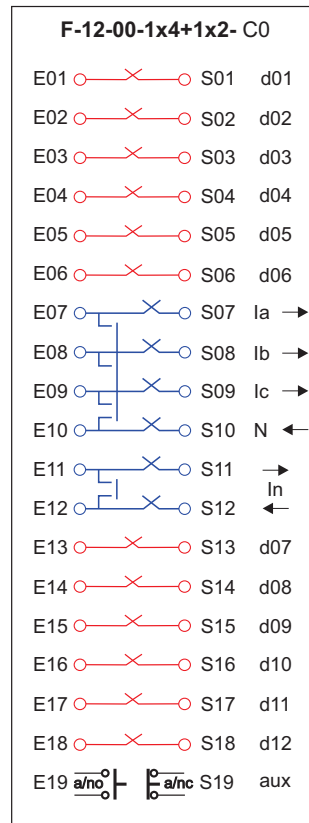 F-12-00-1x4+1x2- C0
E01 S01 d01
E02 S02 d02
E03 S03 d03
E04 S04 d04
E05 S05 d05
E06 S06 d06
E07 S07 Ia →
E08 S08 Ib →
E09 S09 Ic →
E10 S10 N ←
E11 S11 →
In
E12 S12 ←
E13 S13 d07
E14 S14 d08
E15 S15 d09
E16 S16 d10
E17 S17 d11
E18 S18 d12
E19 a/no a/nc S19 aux